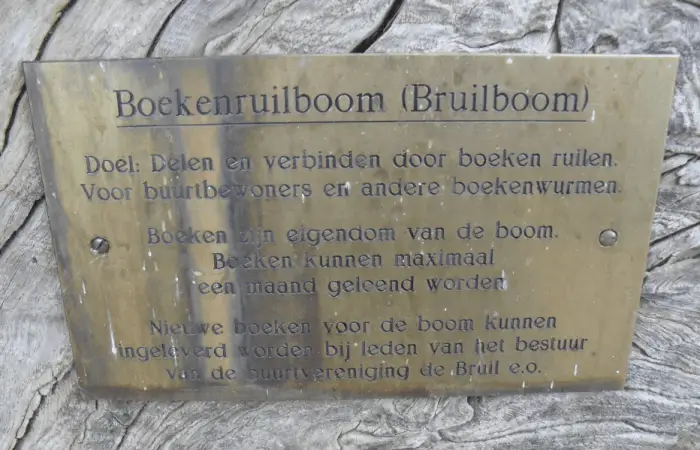 Boekenruilboom (Bruilboom)
Doel: Delen en verbinden door boeken ruilen.
Voor buurtbewoners en andere boekenwurmen.
Boeken zijn eigendom van de boom.
Boeken kunnen maximaal
een maand geleend worden
Nieuwe boeken voor de boom kunnen
ingeleverd worden bij leden van het bestuur
van de buurtvereniging de Bruil e.o.